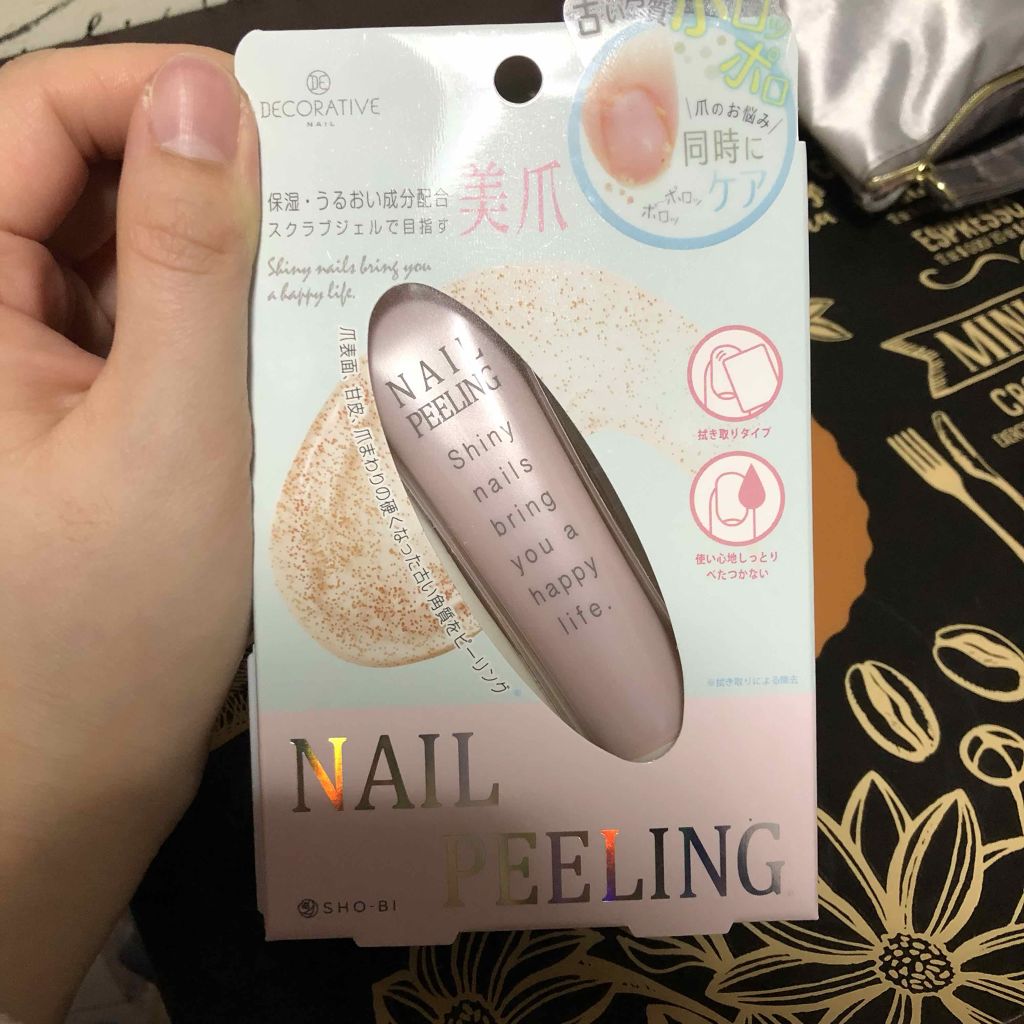 DE
DECORATIVE
NAIL
古い角質
ポロッ
ポロ
\爪のお悩み/
同時に
ケア
ポロッ
ポロッ
保湿・うるおい成分配合
スクラブジェルで目指す
美爪
Shiny nails bring you
a happy life.
爪表面、甘皮、爪まわりの硬くなった古い角質をピーリング※
NAIL
PEELING
Shiny
nails
bring
you a
happy
life.
拭き取りタイプ
使い心地しっとり
べたつかない
※拭き取りによる除去
NAIL
PEELING
SHO-BI
ESPRESSO
MINI